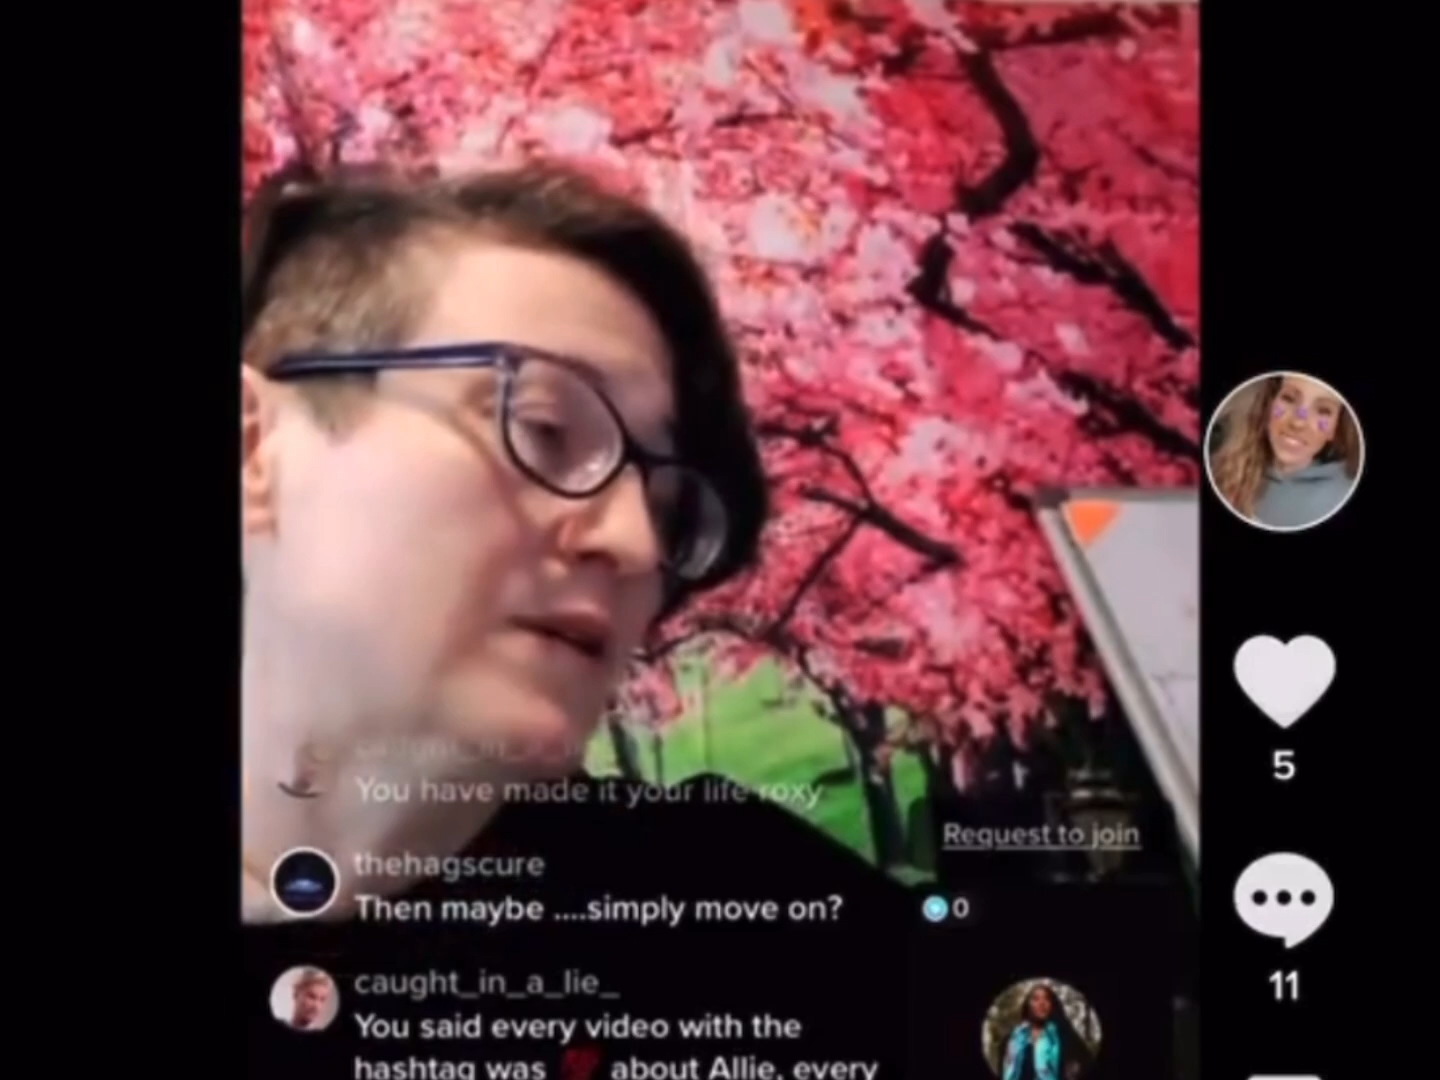 You have made it your life roxy
Request to join
thehagscure
Then maybe ....simply move on?
0
caught_in_a_lie_
You said every video with the
hashtag was 💯 about Allie, every
5
11